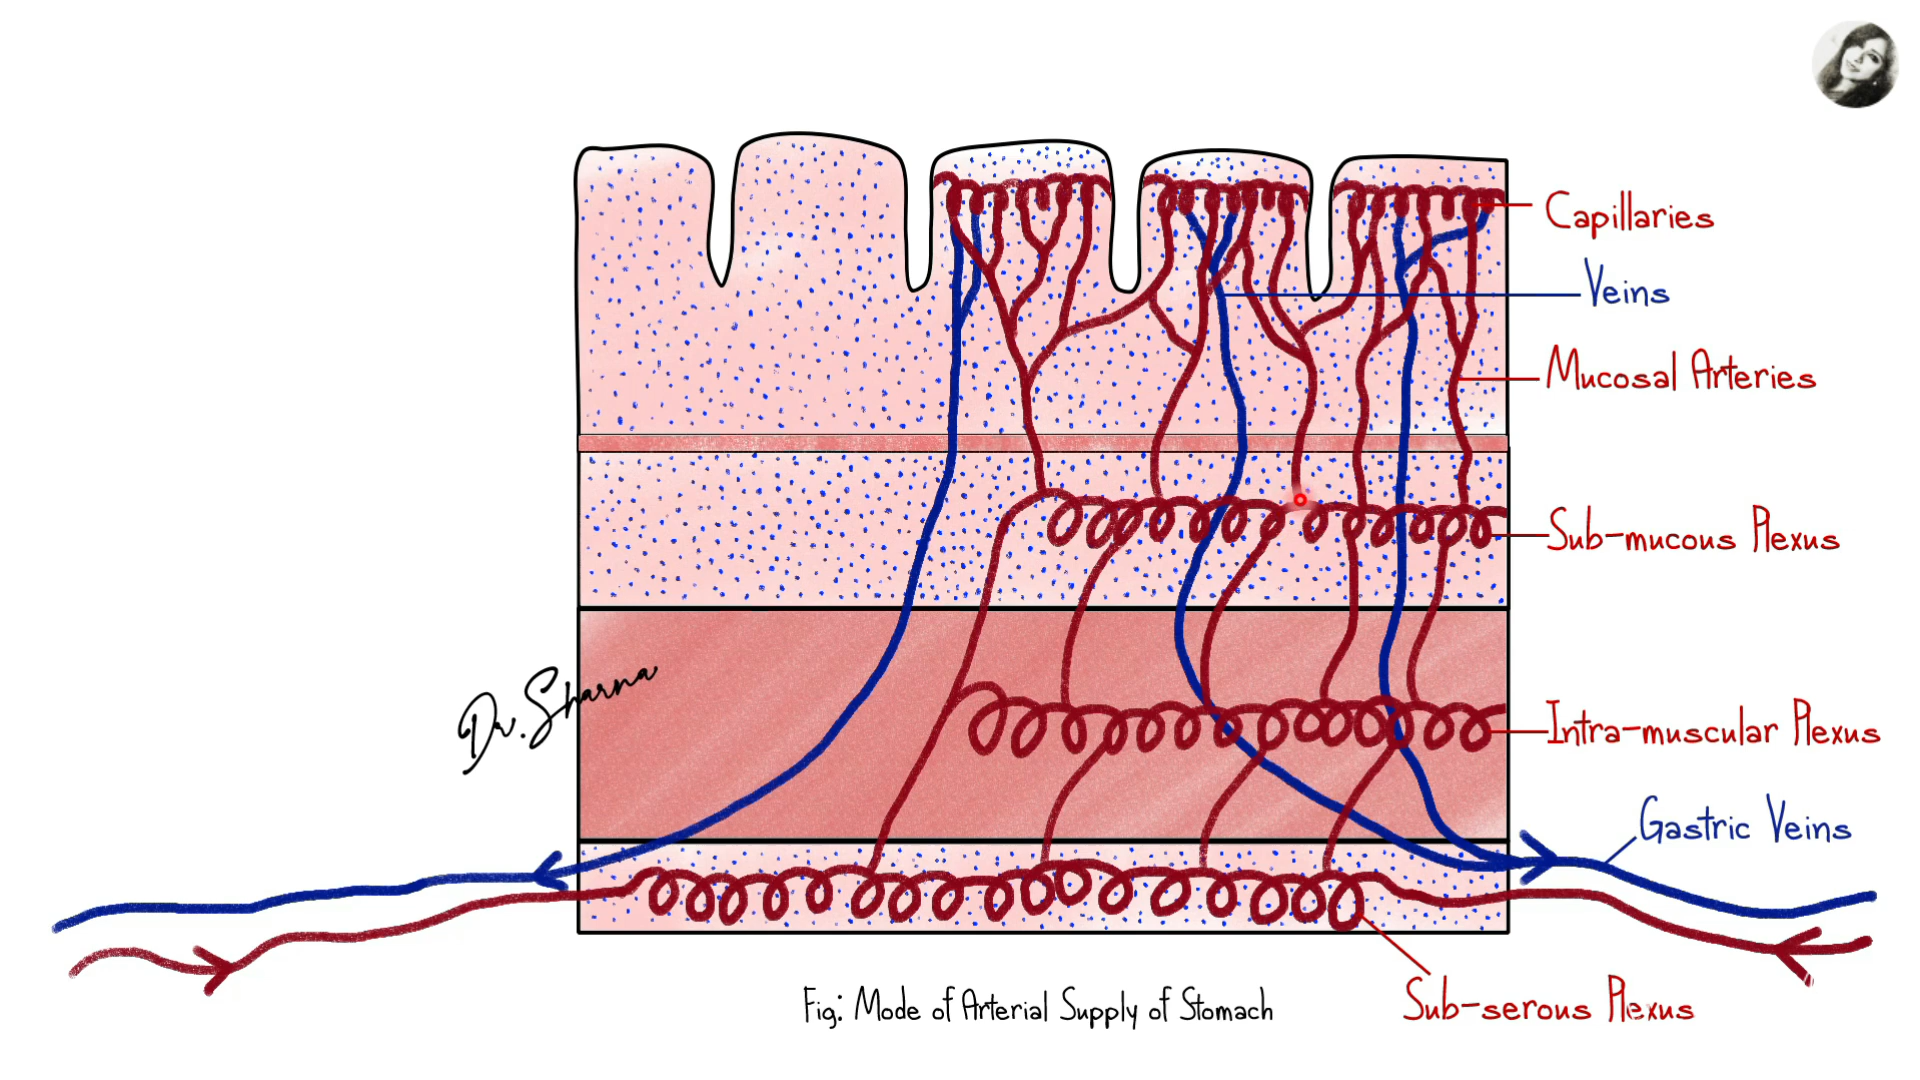 Capillaries
Veins
Mucosal Arteries
Sub-mucous Plexus
Dr. Sharna
Intra-muscular Plexus
Gastric Veins
Sub-serous Plexus
Fig: Mode of Arterial Supply of Stomach